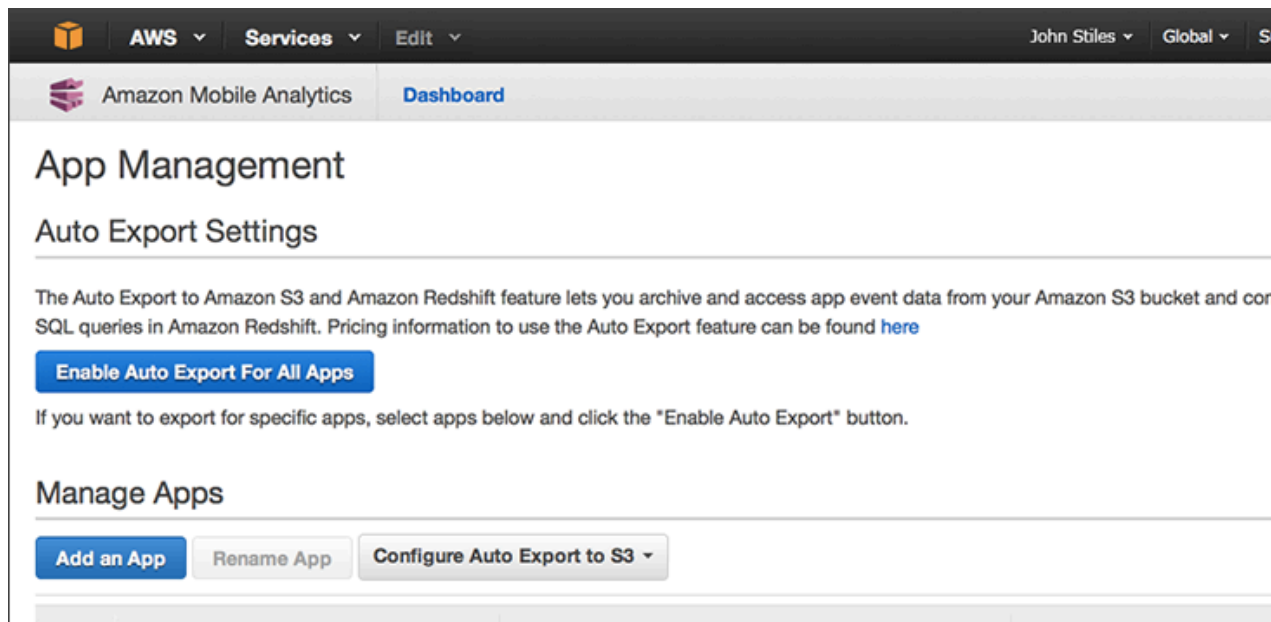 AWS Services Edit John Stiles Global
Amazon Mobile Analytics Dashboard
App Management
Auto Export Settings
The Auto Export to Amazon S3 and Amazon Redshift feature lets you archive and access app event data from your Amazon S3 bucket and
SQL queries in Amazon Redshift. Pricing information to use the Auto Export feature can be found here
Enable Auto Export For All Apps
If you want to export for specific apps, select apps below and click the "Enable Auto Export" button.
Manage Apps
Add an App Rename App Configure Auto Export to S3